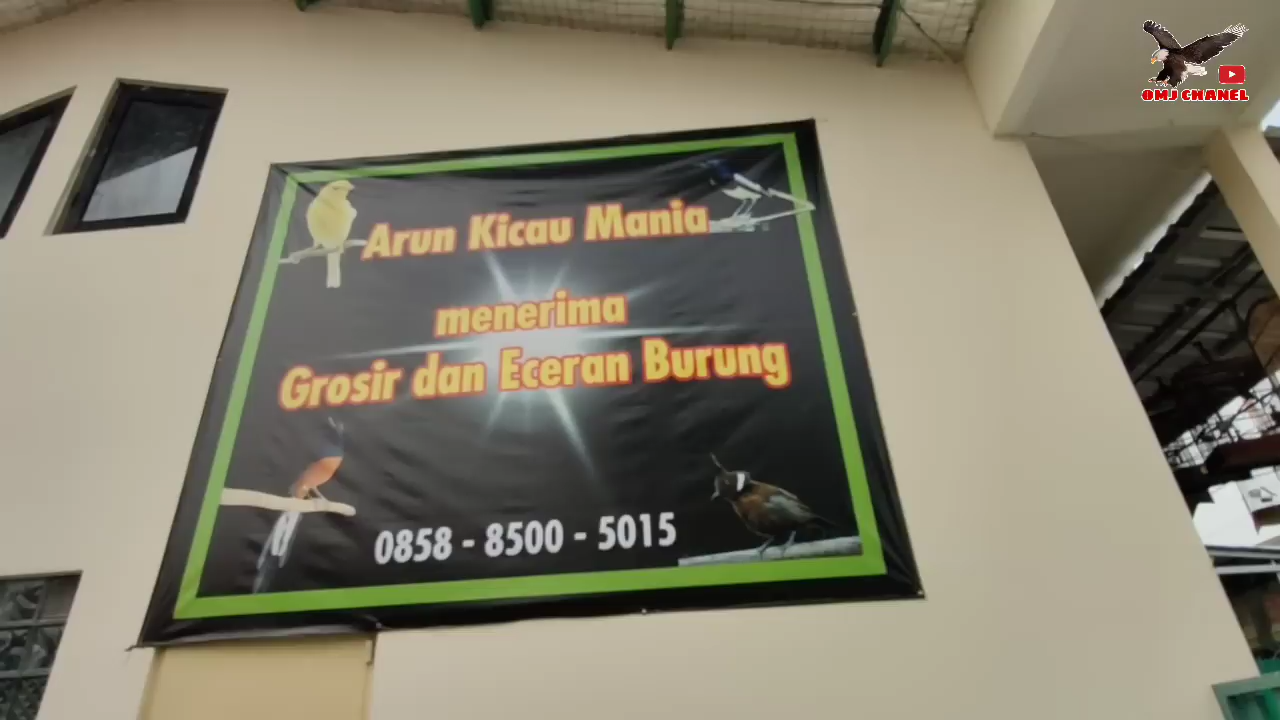 OMJ CHANEL
Arun Kicau Mania
menerima
Grosir dan Eceran Burung
0858 - 8500 - 5015